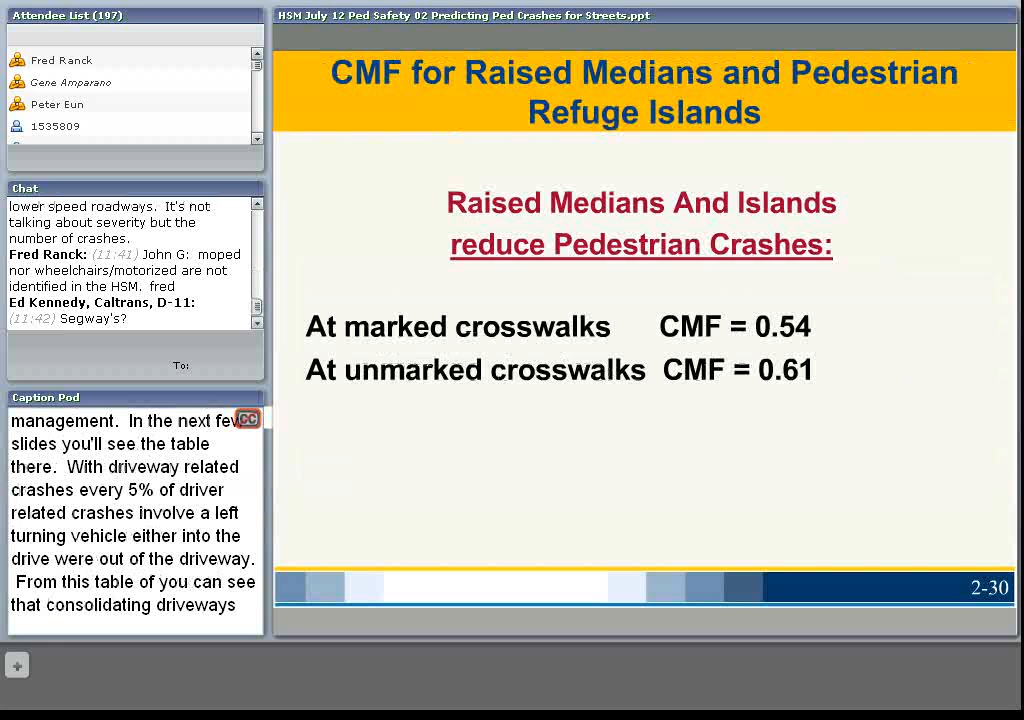 Attendee List (197)
Fred Ranck
Gene Amparano
Peter Eun
1535809
Chat
lower speed roadways. It's not
talking about severity but the
number of crashes.
Fred Ranck: (11:41) John G: moped
nor wheelchairs/motorized are not
identified in the HSM. fred
Ed Kennedy, Caltrans, D-11:
(11:42) Segway's?
To:
Caption Pod
management. In the next few
CC
slides you'll see the table
there. With driveway related
crashes every 5% of driver
related crashes involve a left
turning vehicle either into the
drive were out of the driveway.
From this table of you can see
that consolidating driveways
HSM July 12 Ped Safety 02 Predicting Ped Crashes for Streets.ppt
CMF for Raised Medians and Pedestrian
Refuge Islands
Raised Medians And Islands
reduce Pedestrian Crashes:
At marked crosswalks CMF = 0.54
At unmarked crosswalks CMF = 0.61
2-30